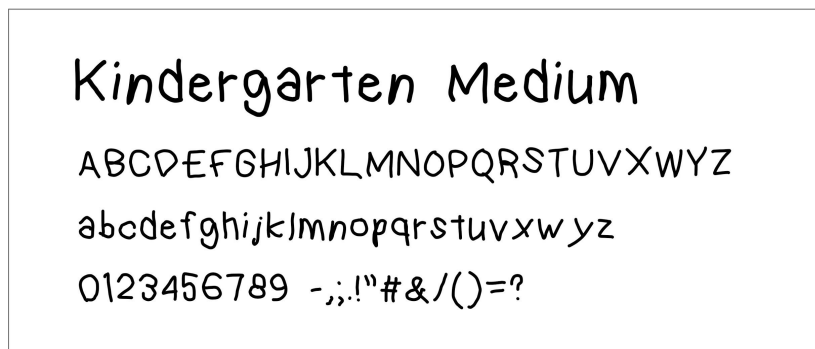 Kindergarten Medium
ABCDEFGHIJKLMNOPQRSTUVXWYZ
abcdefghijklmnopqrstuvxwyz
0123456789 -,;.!"#&/()=?